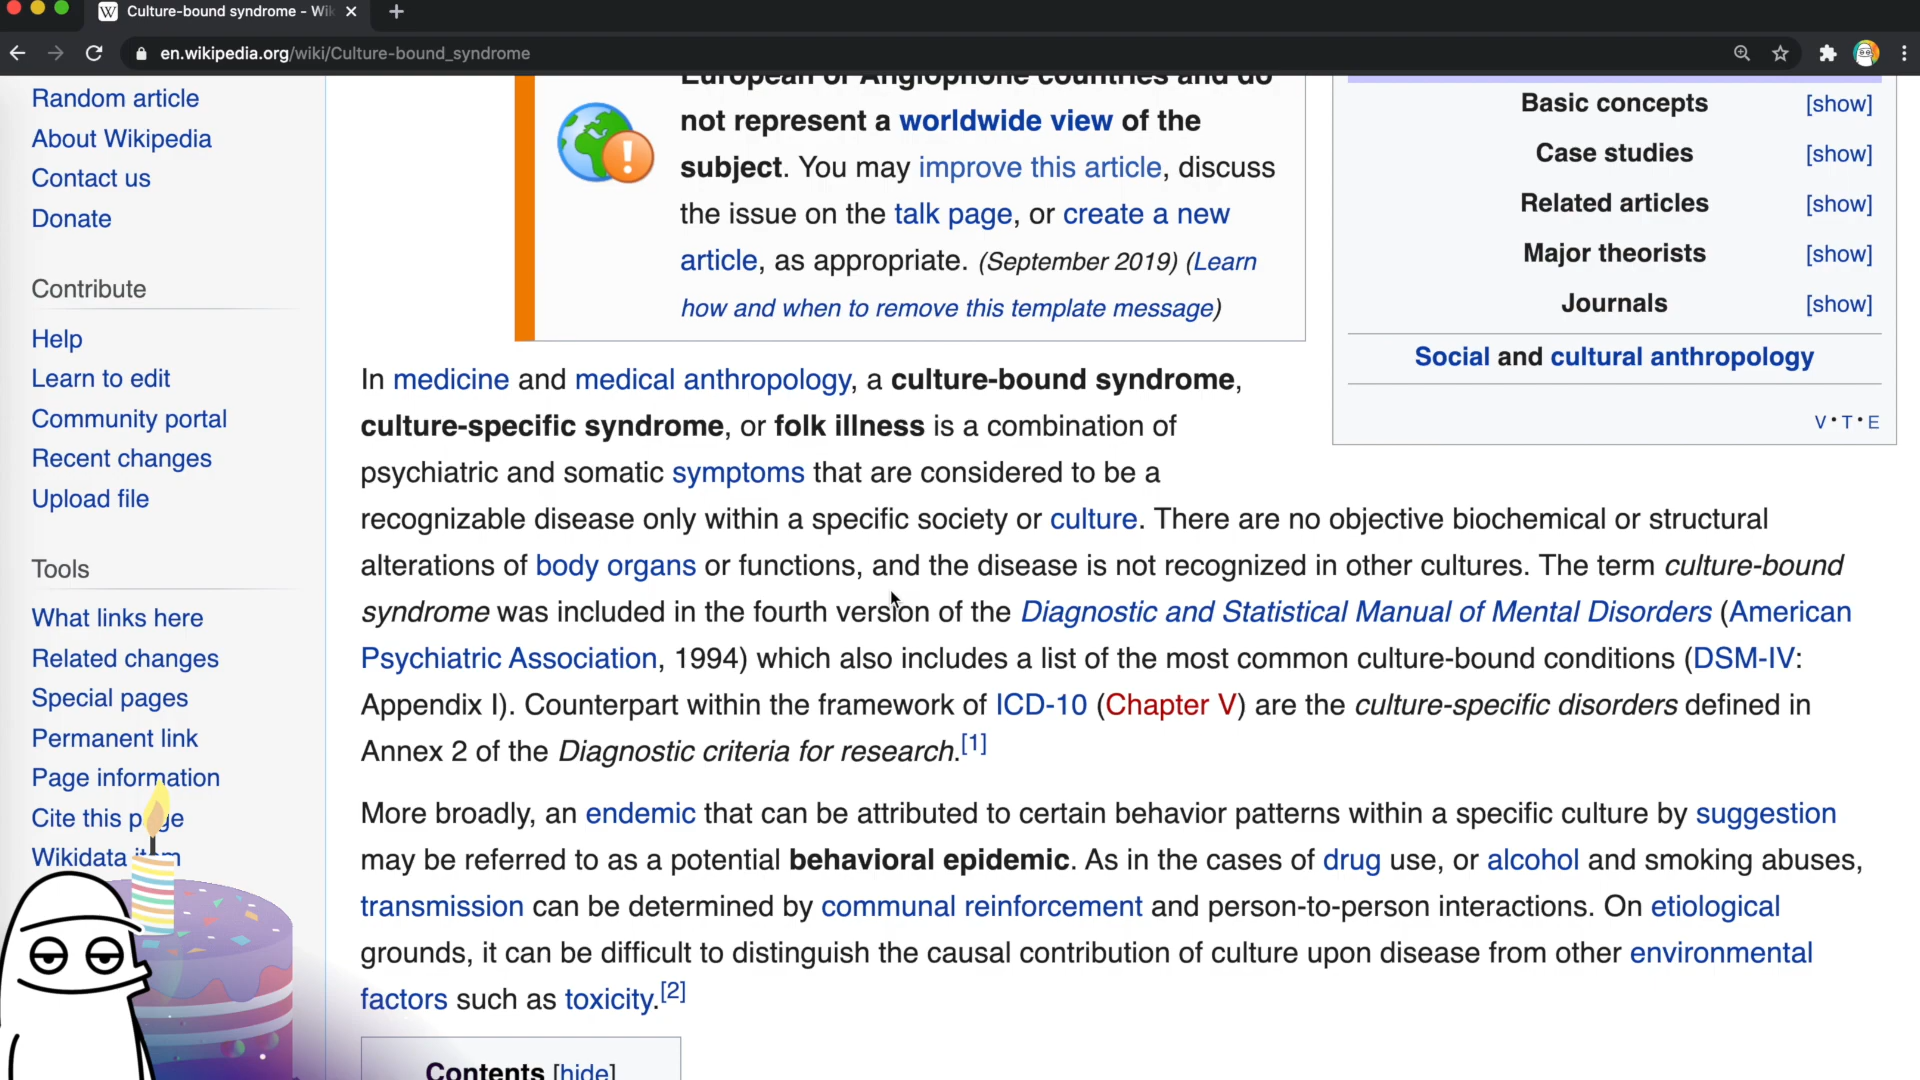 Culture-bound syndrome - Wik
en.wikipedia.org/wiki/Culture-bound_syndrome
Random article
About Wikipedia
Contact us
Donate
Contribute
Help
Learn to edit
Community portal
Recent changes
Upload file
Tools
What links here
Related changes
Special pages
Permanent link
Page information
Cite this page
Wikidata item
European or Anglophone countries and do
not represent a worldwide view of the
subject. You may improve this article, discuss
the issue on the talk page, or create a new
article, as appropriate. (September 2019) (Learn
how and when to remove this template message)
Basic concepts [show]
Case studies [show]
Related articles [show]
Major theorists [show]
Journals [show]
Social and cultural anthropology
V • T • E
In medicine and medical anthropology, a culture-bound syndrome,
culture-specific syndrome, or folk illness is a combination of
psychiatric and somatic symptoms that are considered to be a
recognizable disease only within a specific society or culture. There are no objective biochemical or structural
alterations of body organs or functions, and the disease is not recognized in other cultures. The term culture-bound
syndrome was included in the fourth version of the Diagnostic and Statistical Manual of Mental Disorders (American
Psychiatric Association, 1994) which also includes a list of the most common culture-bound conditions (DSM-IV:
Appendix I). Counterpart within the framework of ICD-10 (Chapter V) are the culture-specific disorders defined in
Annex 2 of the Diagnostic criteria for research.[1]
More broadly, an endemic that can be attributed to certain behavior patterns within a specific culture by suggestion
may be referred to as a potential behavioral epidemic. As in the cases of drug use, or alcohol and smoking abuses,
transmission can be determined by communal reinforcement and person-to-person interactions. On etiological
grounds, it can be difficult to distinguish the causal contribution of culture upon disease from other environmental
factors such as toxicity.[2]
Contents [hide]